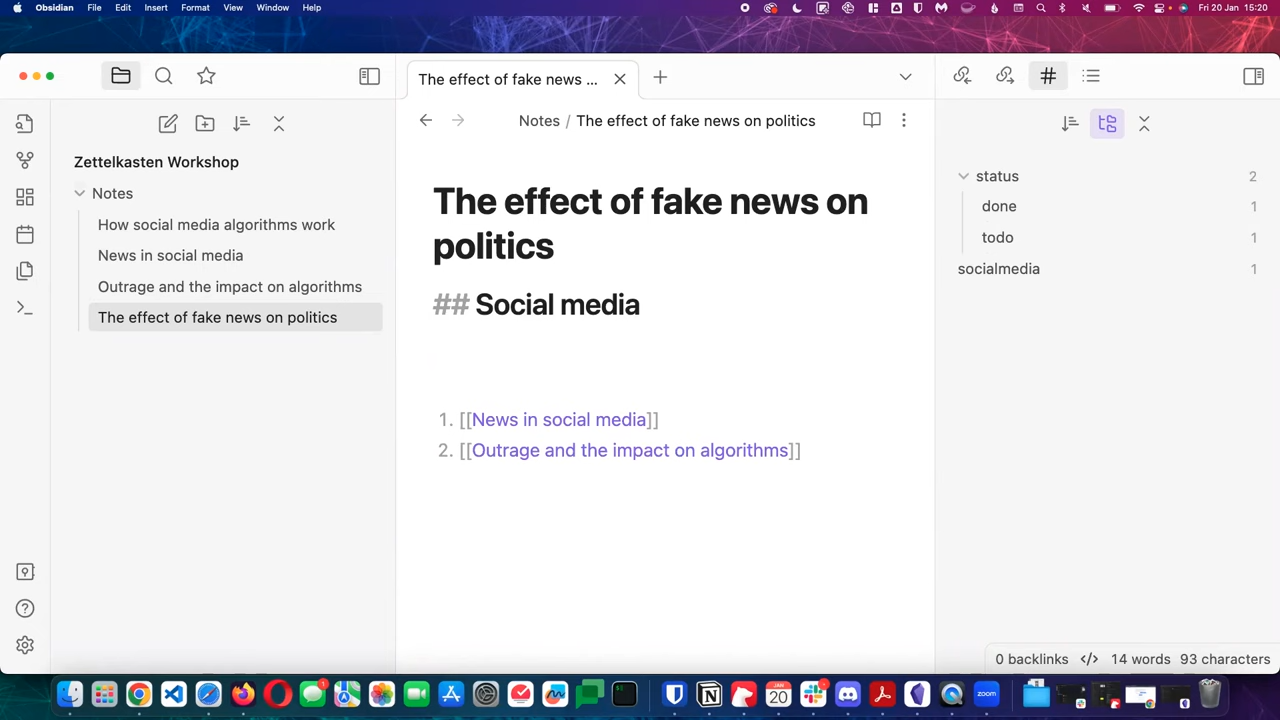 Obsidian File Edit Insert Format View Window Help Fri 20 Jan 15:20
The effect of fake news ...
Notes / The effect of fake news on politics
Zettelkasten Workshop
Notes
How social media algorithms work
News in social media
Outrage and the impact on algorithms
The effect of fake news on politics
The effect of fake news on
politics
## Social media
1. [[News in social media]]
2. [[Outrage and the impact on algorithms]]
status 2
done 1
todo 1
socialmedia 1
0 backlinks </> 14 words 93 characters
JAN
20
zoom